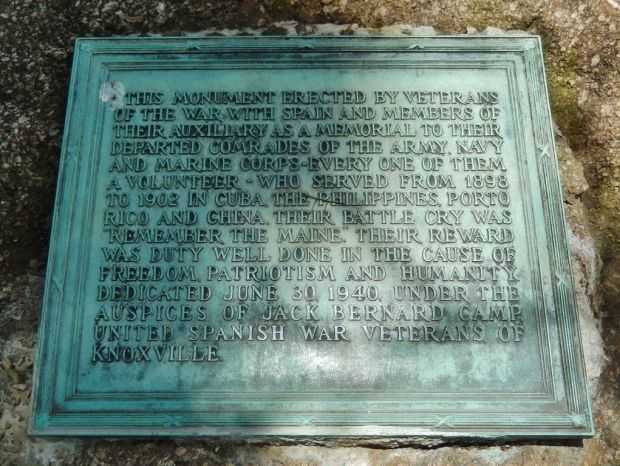 THIS MONUMENT ERECTED BY VETERANS
OF THE WAR WITH SPAIN AND MEMBERS OF
THEIR AUXILIARY AS A MEMORIAL TO THEIR
DEPARTED COMRADES OF THE ARMY, NAVY
AND MARINE CORPS-EVERY ONE OF THEM
A VOLUNTEER - WHO SERVED FROM 1898
TO 1902 IN CUBA, THE PHILIPPINES, PORTO
RICO AND CHINA. THEIR BATTLE CRY WAS
"REMEMBER THE MAINE." THEIR REWARD
WAS DUTY WELL DONE IN THE CAUSE OF
FREEDOM, PATRIOTISM AND HUMANITY.
DEDICATED JUNE 30, 1940, UNDER THE
AUSPICES OF JACK BERNARD CAMP,
UNITED SPANISH WAR VETERANS OF
KNOXVILLE.